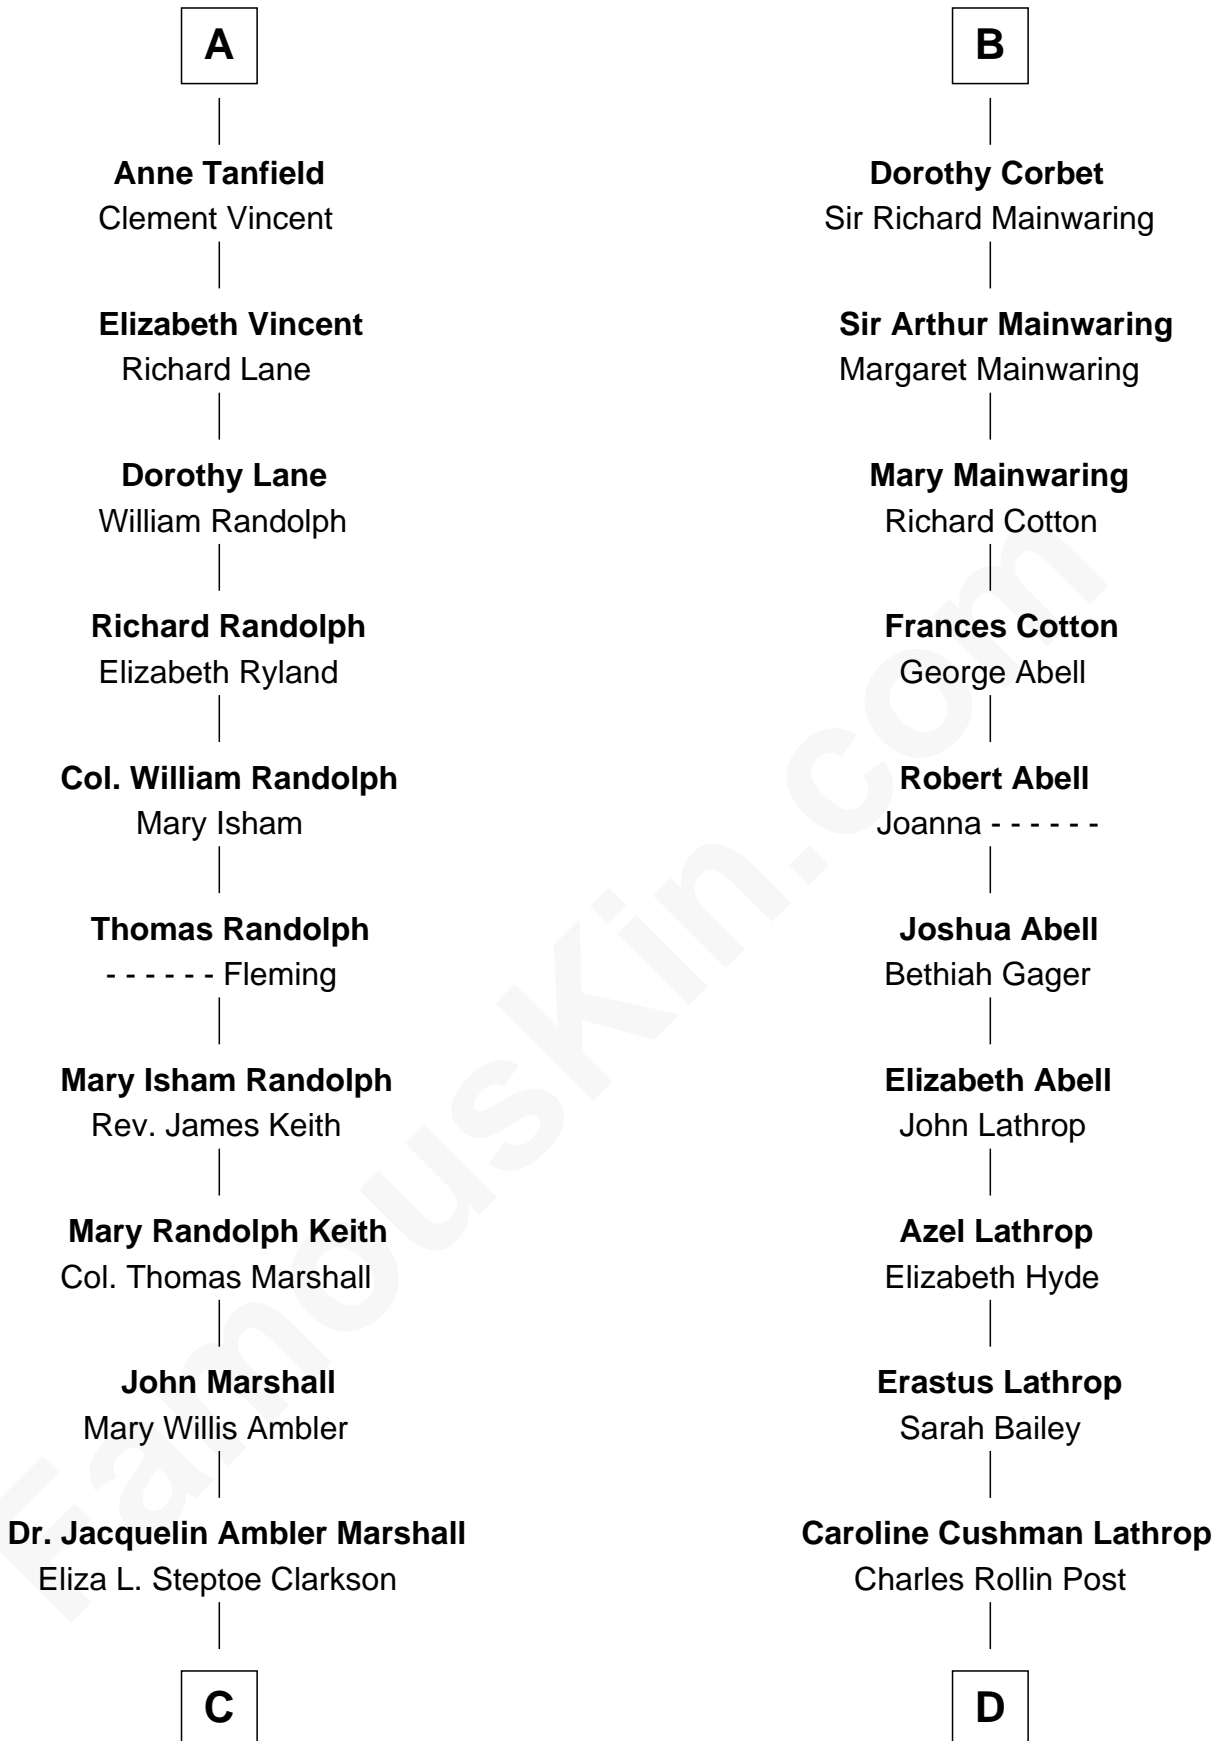 A
Anne Tanfield
Clement Vincent
Elizabeth Vincent
Richard Lane
Dorothy Lane
William Randolph
Richard Randolph
Elizabeth Ryland
Col. William Randolph
Mary Isham
Thomas Randolph
- - - - - - Fleming
Mary Isham Randolph
Rev. James Keith
Mary Randolph Keith
Col. Thomas Marshall
John Marshall
Mary Willis Ambler
Dr. Jacquelin Ambler Marshall
Eliza L. Steptoe Clarkson
C
B
Dorothy Corbet
Sir Richard Mainwaring
Sir Arthur Mainwaring
Margaret Mainwaring
Mary Mainwaring
Richard Cotton
Frances Cotton
George Abell
Robert Abell
Joanna - - - - - -
Joshua Abell
Bethiah Gager
Elizabeth Abell
John Lathrop
Azel Lathrop
Elizabeth Hyde
Erastus Lathrop
Sarah Bailey
Caroline Cushman Lathrop
Charles Rollin Post
D
FamousKin.com